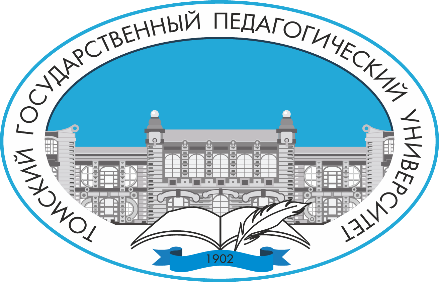 ТОМСКИЙ ГОСУДАРСТВЕННЫЙ ПЕДАГОГИЧЕСКИЙ УНИВЕРСИТЕТ
1902